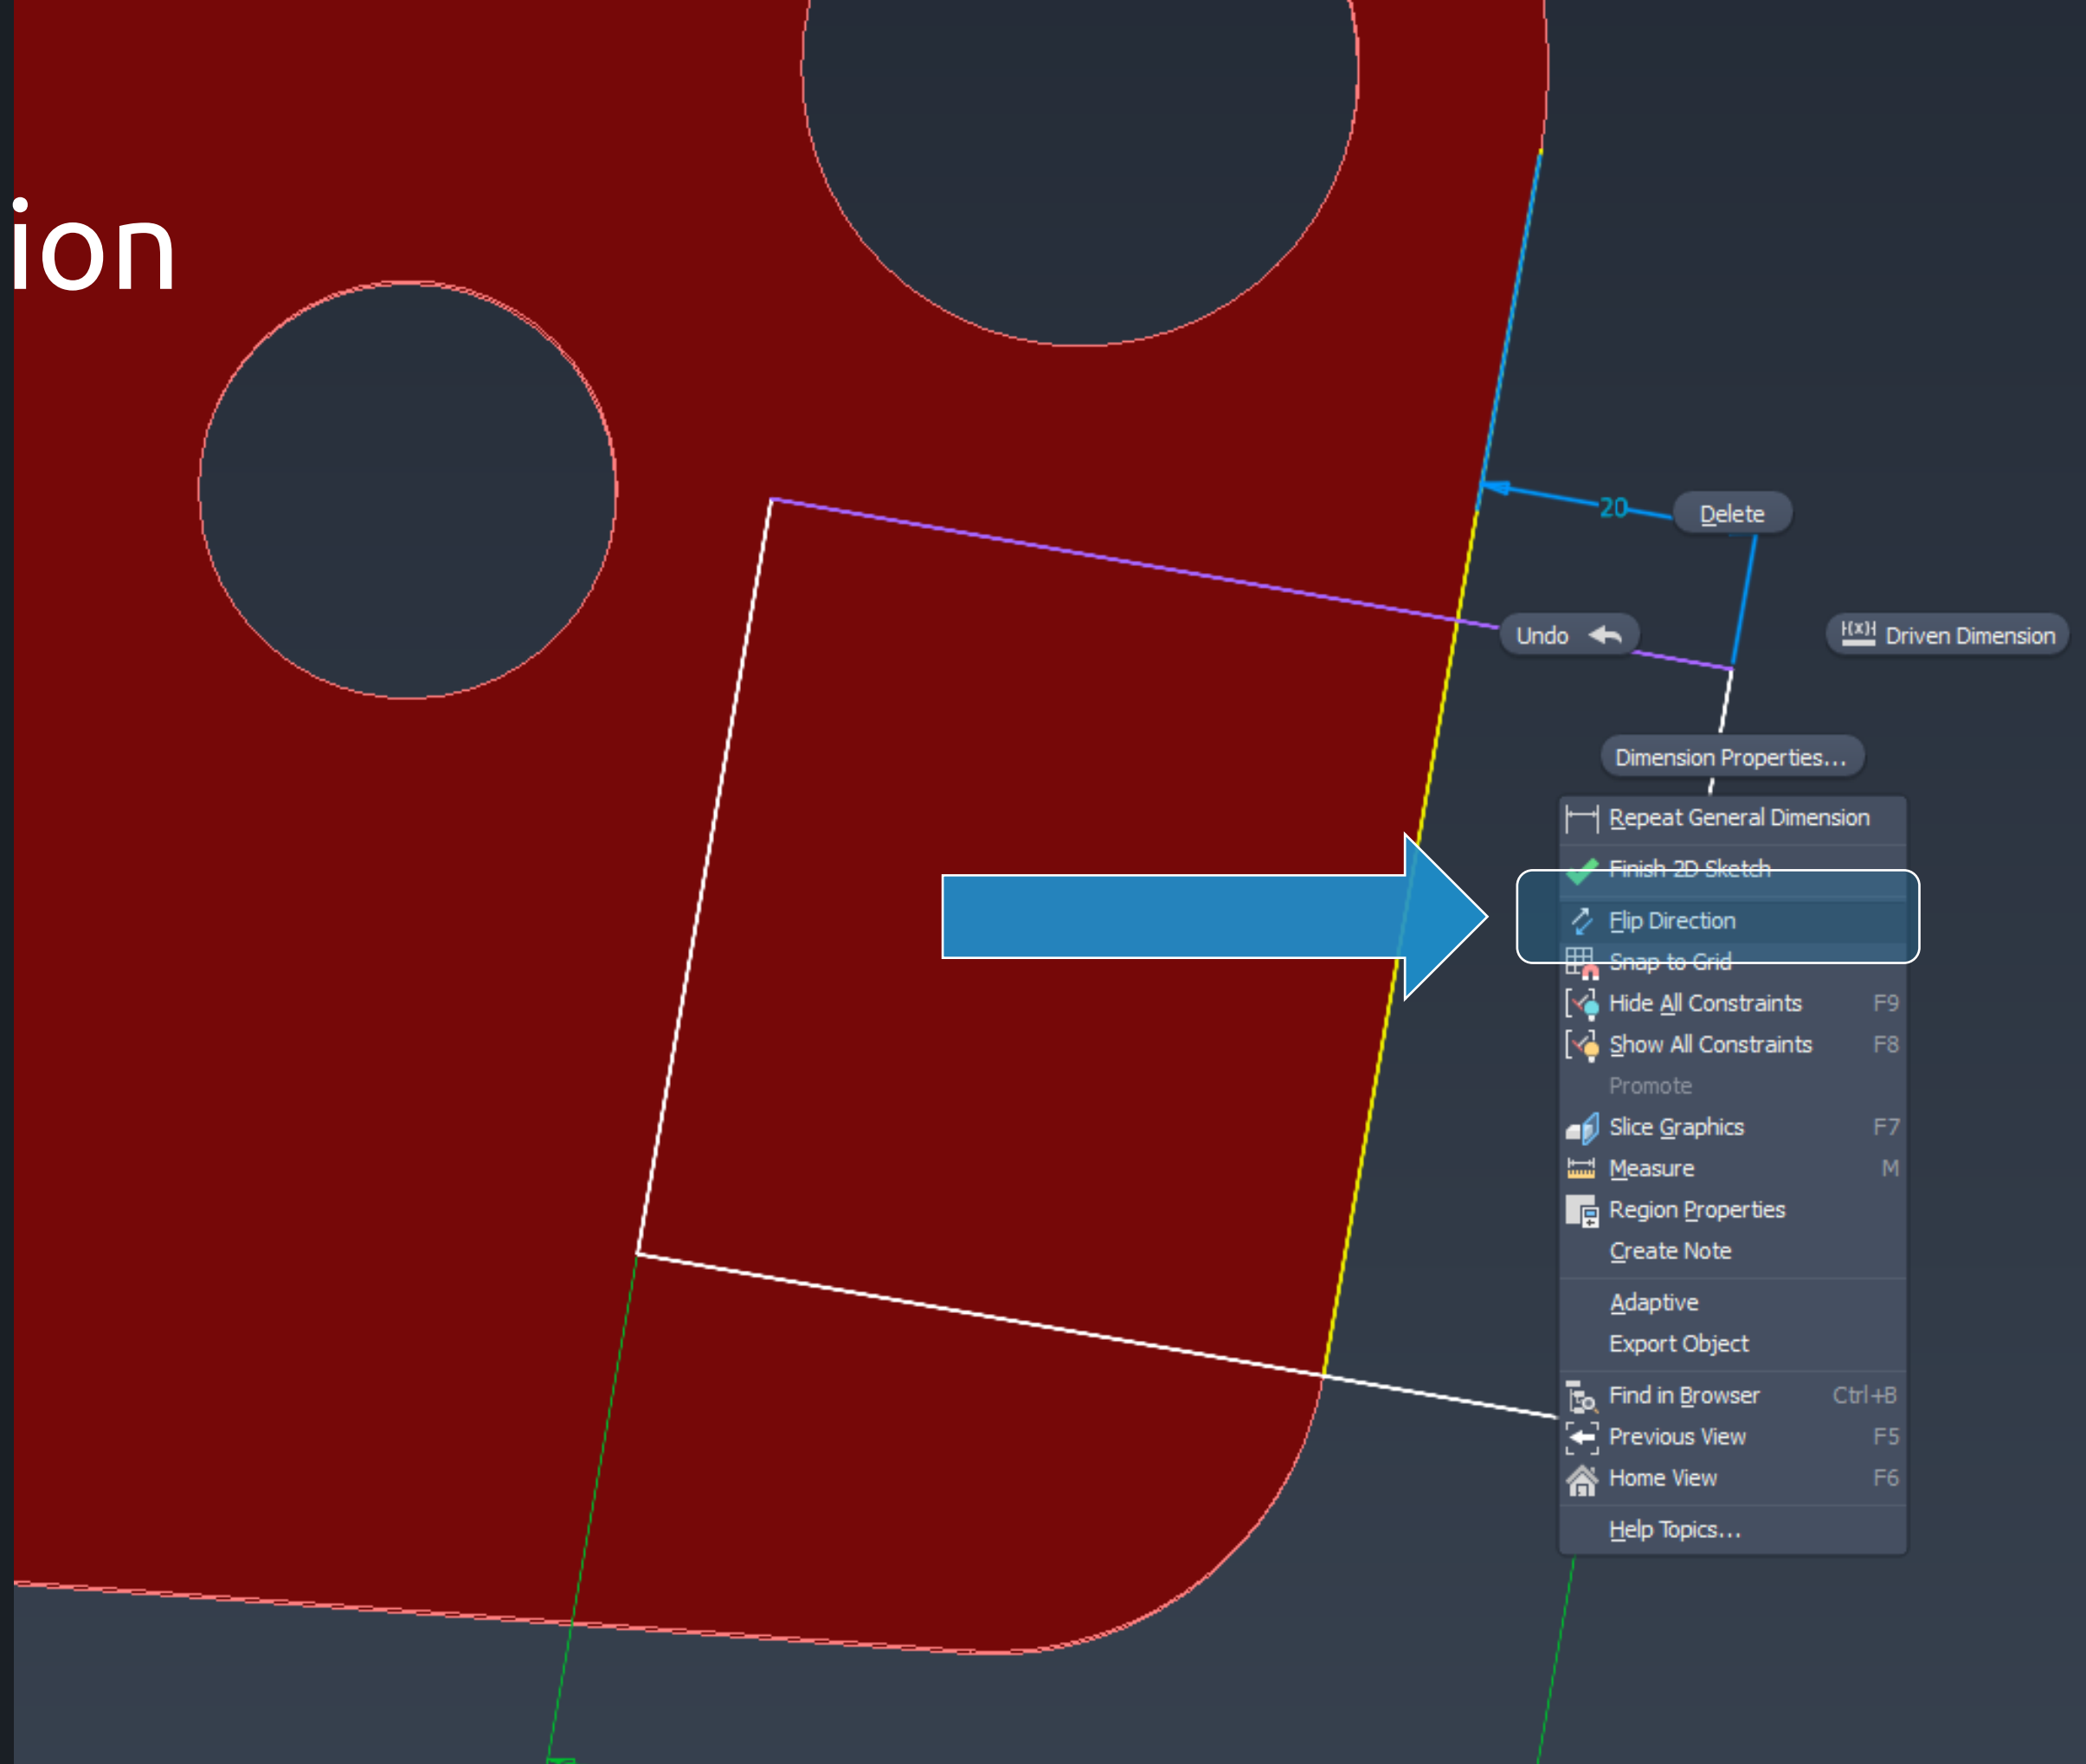 ion
20
Delete
Undo
Driven Dimension
Dimension Properties...
Repeat General Dimension
Finish 2D Sketch
Flip Direction
Snap to Grid
Hide All Constraints F9
Show All Constraints F8
Promote
Slice Graphics F7
Measure M
Region Properties
Create Note
Adaptive
Export Object
Find in Browser Ctrl+B
Previous View F5
Home View F6
Help Topics...